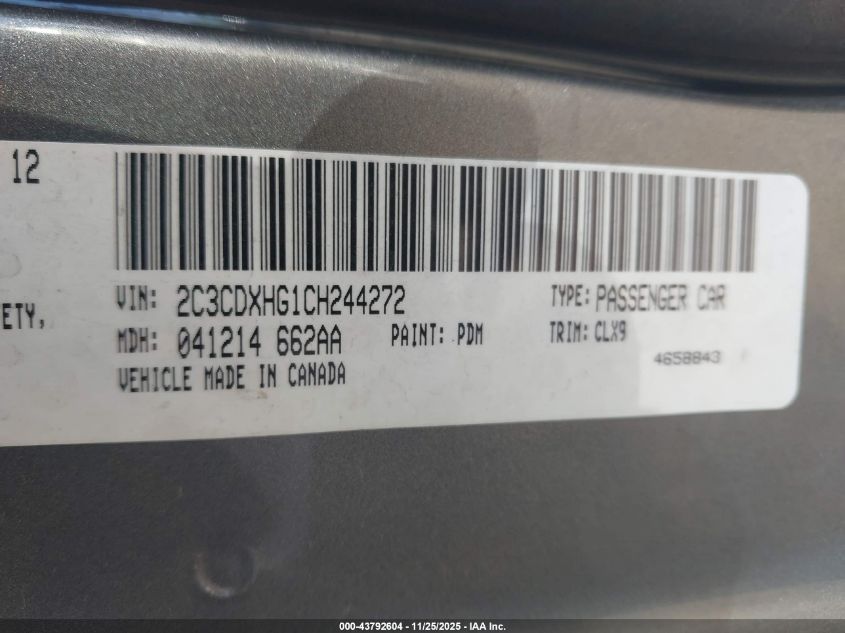 12
VIN: 2C3CDXHG1CH244272 TYPE: PASSENGER CAR
ETY,
MDH: 041214 662AA PAINT: PDM TRIM: CLX9
4658843
VEHICLE MADE IN CANADA
000-43792604 - 11/25/2025 - IAA Inc.